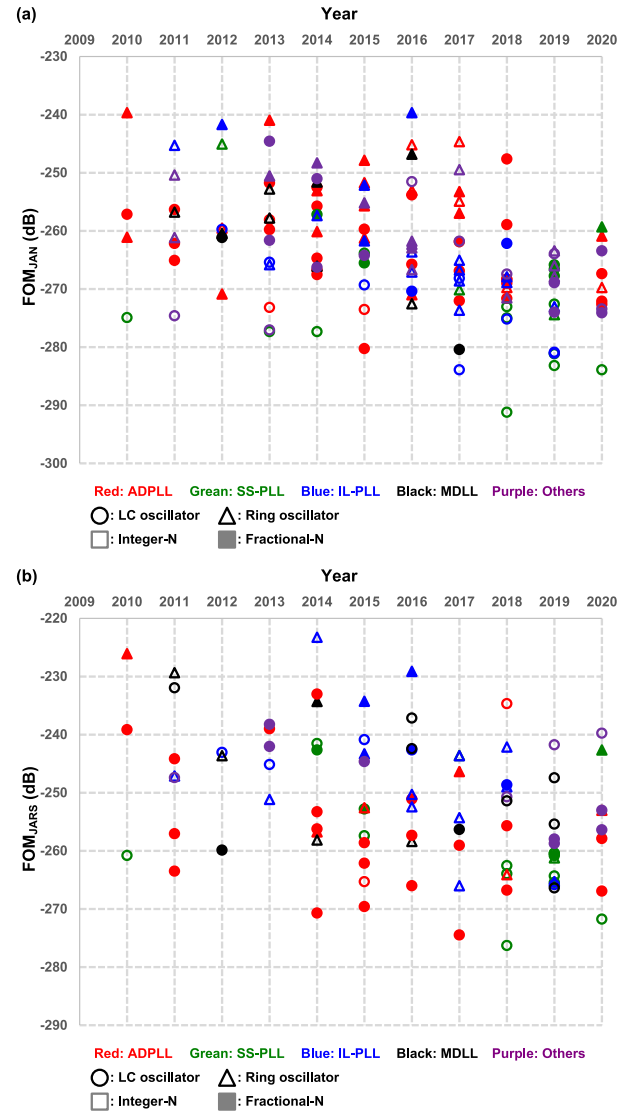 (a)
Year
2009 2010 2011 2012 2013 2014 2015 2016 2017 2018 2019 2020
-230
-240
-250
-260
-270
-280
-290
-300
FOM_JAN (dB)
Red: ADPLL Grean: SS-PLL Blue: IL-PLL Black: MDLL Purple: Others
: LC oscillator : Ring oscillator
: Integer-N : Fractional-N
(b)
Year
2009 2010 2011 2012 2013 2014 2015 2016 2017 2018 2019 2020
-220
-230
-240
-250
-260
-270
-280
-290
FOM_JARS (dB)
Red: ADPLL Green: SS-PLL Blue: IL-PLL Black: MDLL Purple: Others
: LC oscillator : Ring oscillator
: Integer-N : Fractional-N